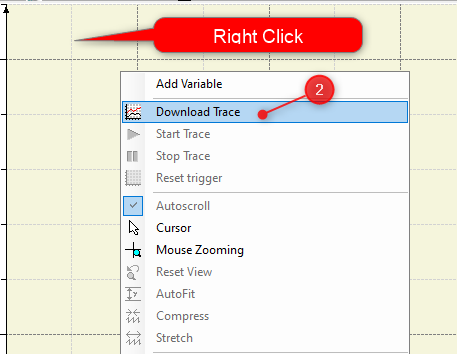 Right Click
Add Variable
2
Download Trace
Start Trace
Stop Trace
Reset trigger
Autoscroll
Cursor
Mouse Zooming
Reset View
AutoFit
Compress
Stretch